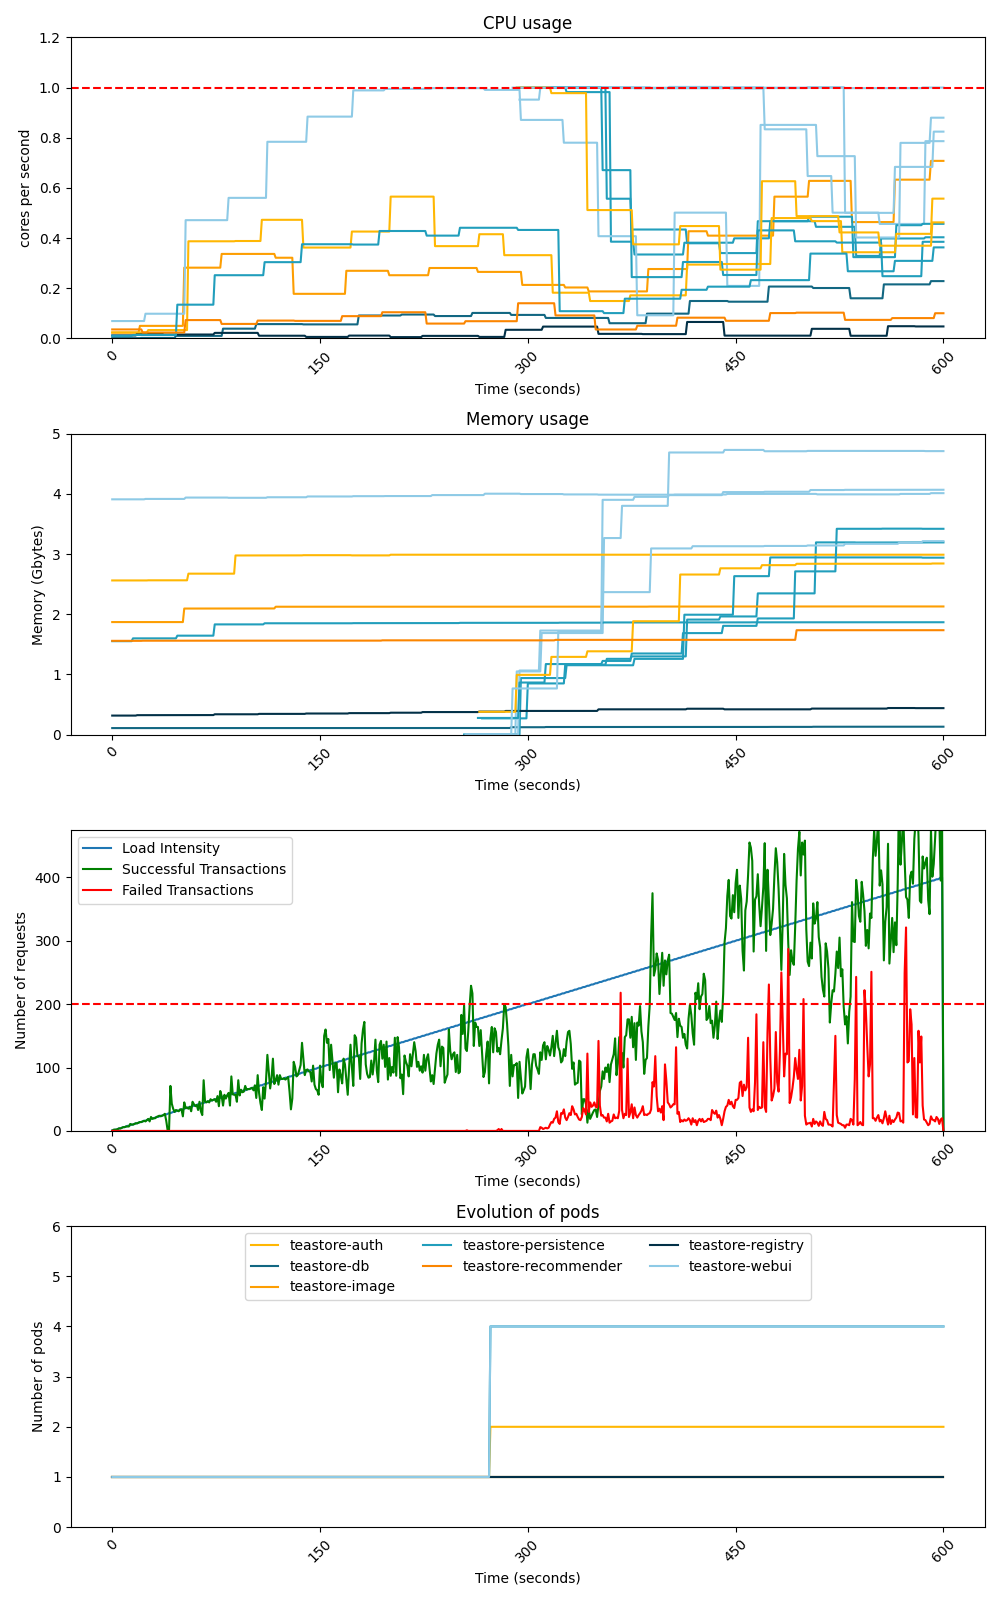 CPU usage
1.2
1.0
0.8
0.6
0.4
0.2
0.0
cores per second
0
150
300
450
600
Time (seconds)
Memory usage
5
4
3
2
1
0
Memory (Gbytes)
0
150
300
450
600
Time (seconds)
Load Intensity
Successful Transactions
Failed Transactions
400
300
200
100
0
Number of requests
0
150
300
450
600
Time (seconds)
Evolution of pods
teastore-auth
teastore-db
teastore-image
teastore-persistence
teastore-recommender
teastore-registry
teastore-webui
6
5
4
3
2
1
0
Number of pods
0
150
300
450
600
Time (seconds)